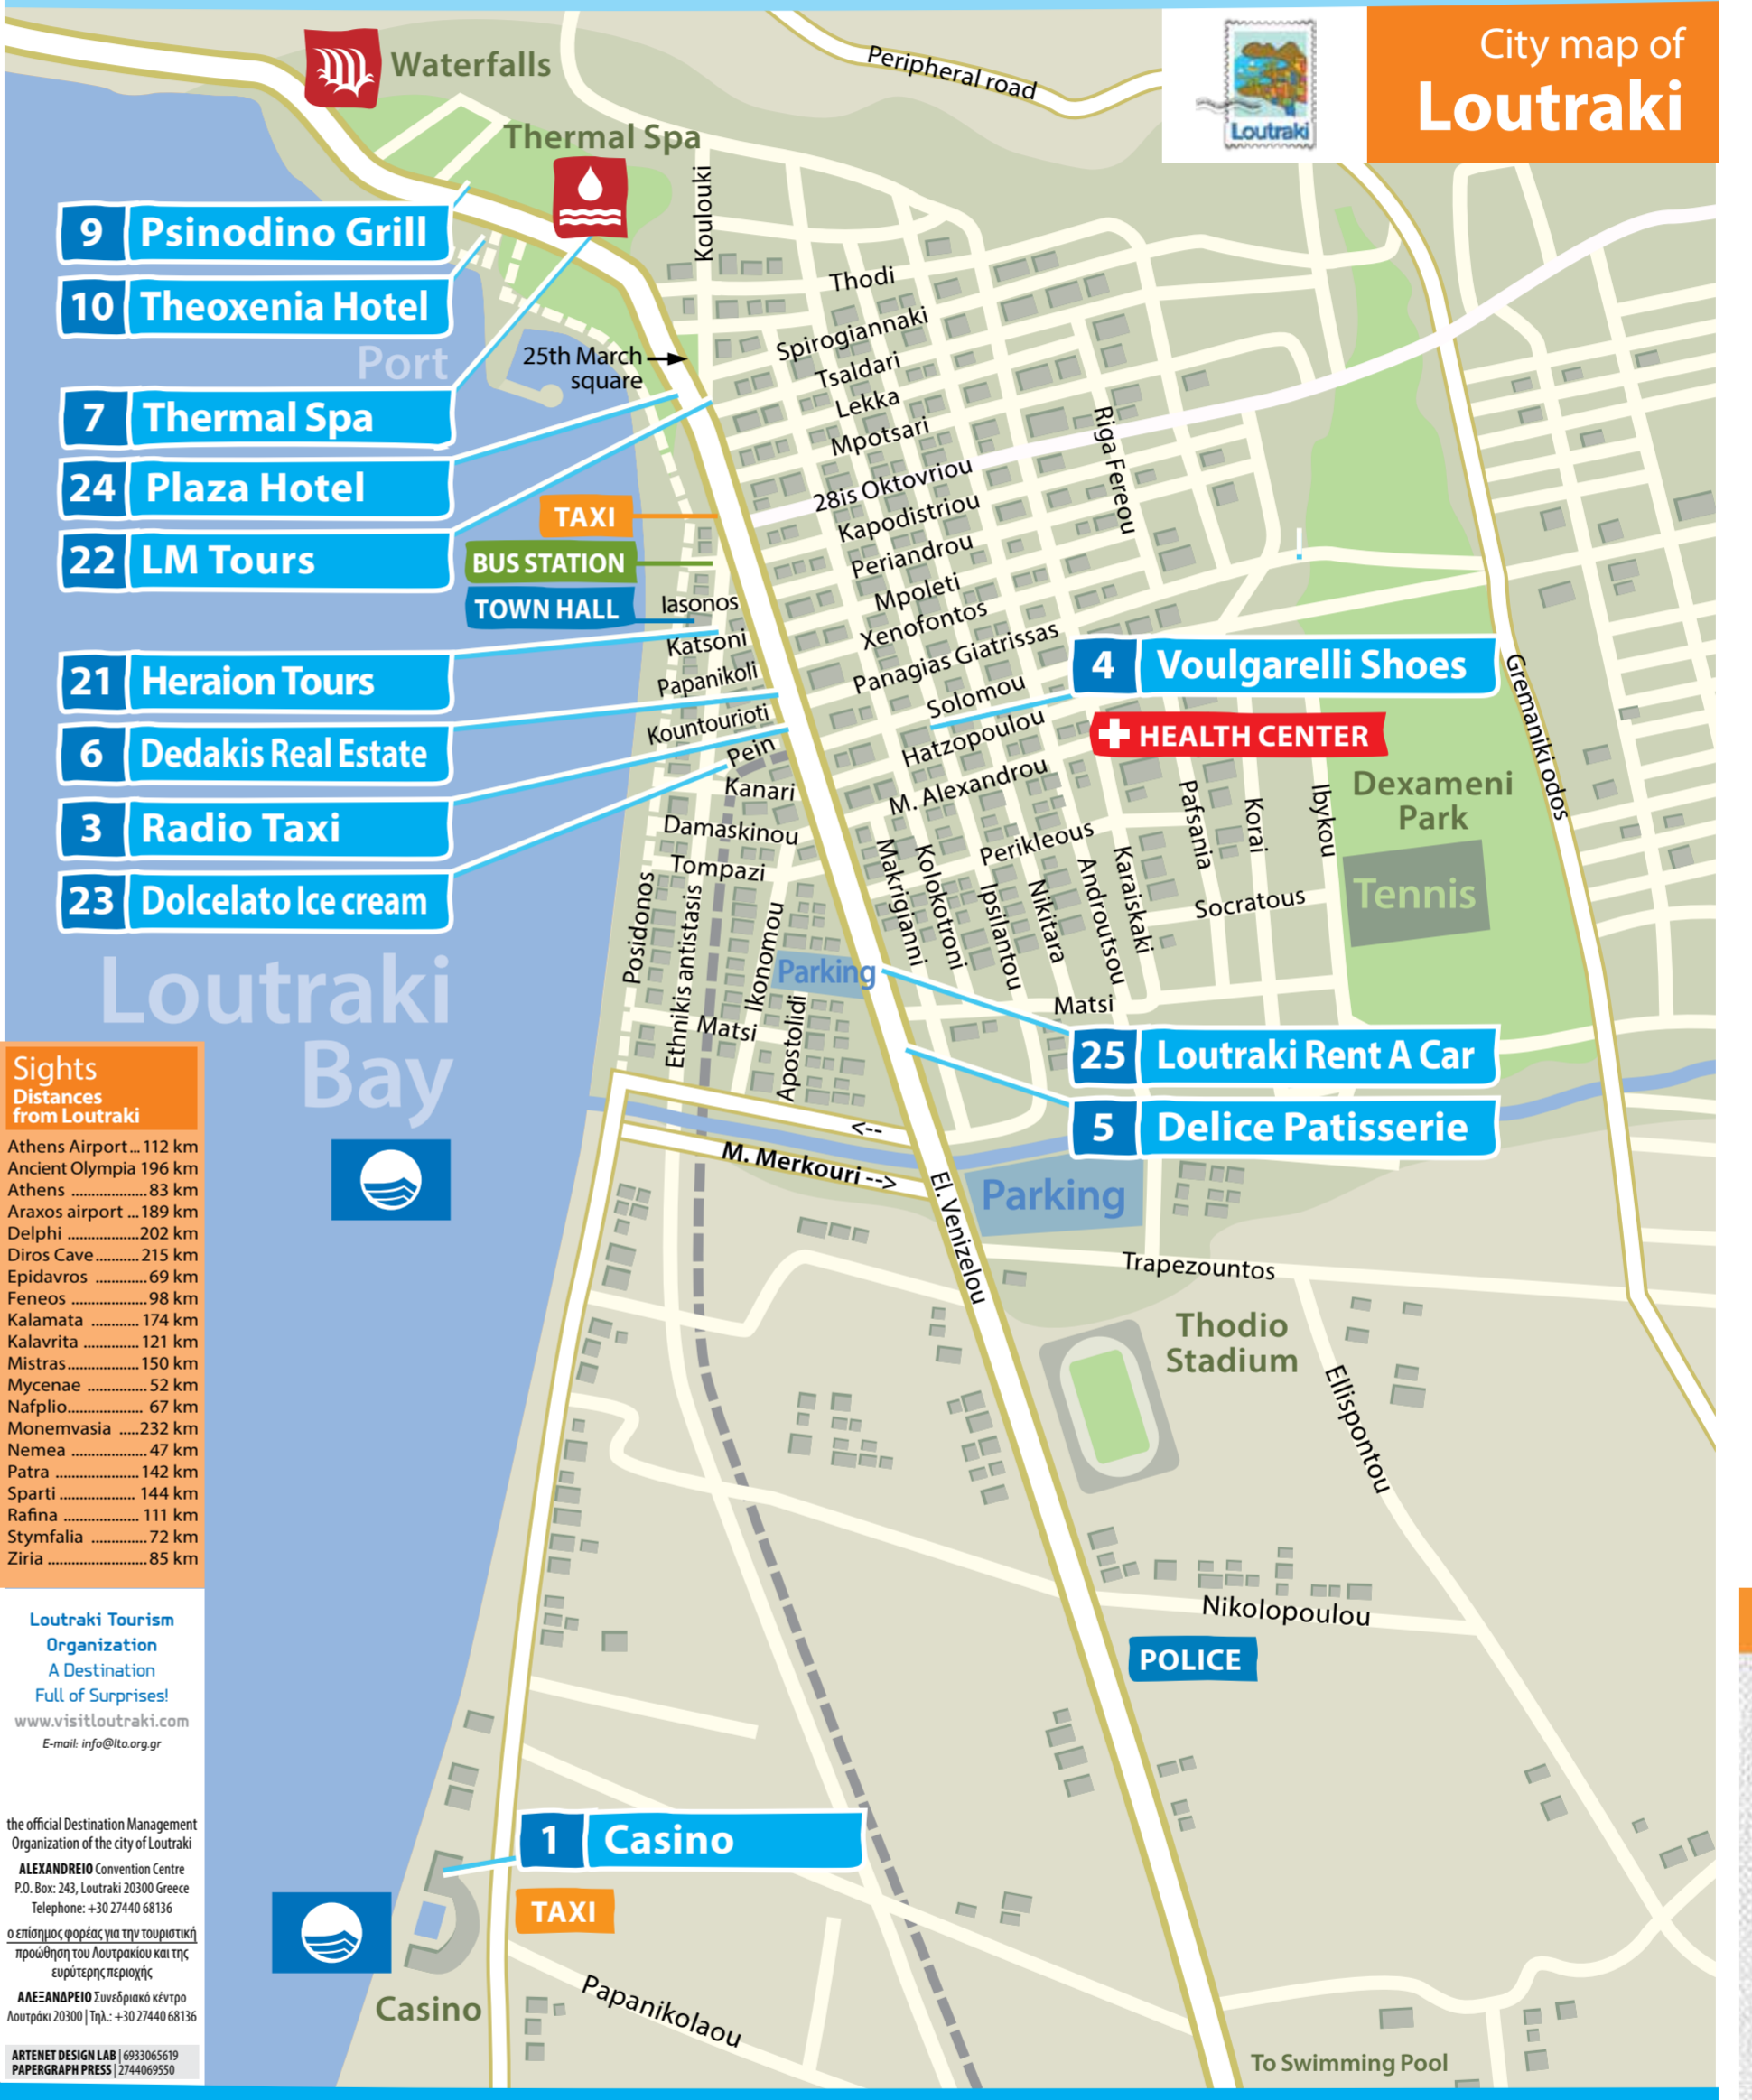 City map of
Loutraki
Loutraki
Waterfalls
Peripheral road
Thermal Spa
Koulouki
9 Psinodino Grill
10 Theoxenia Hotel
Port
25th March
square
7 Thermal Spa
24 Plaza Hotel
22 LM Tours
TAXI
BUS STATION
TOWN HALL
21 Heraion Tours
6 Dedakis Real Estate
3 Radio Taxi
23 Dolcelato Ice cream
Thodi
Spirogiannaki
Tsaldari
Lekka
Mpotsari
28is Oktovriou
Kapodistriou
Periandrou
Mpoleti
Xenofontos
Panagias Giatrissas
Solomou
Hatzopoulou
M. Alexandrou
Riga Fereou
Iasonos
Katsoni
Papanikoli
Kountourioti
Pein
Kanari
Damaskinou
Tompazi
4 Voulgarelli Shoes
HEALTH CENTER
Gremaniki odos
Dexameni
Park
Tennis
Pafsania
Korai
Ibykou
Perikleous
Socratous
Makrigianni
Kolokotroni
Ipsilantou
Nikitara
Androutsou
Karaiskaki
Posidonos
Ethnikis antistasis
Ikonomou
Parking
Apostolidi
Matsi
Matsi
25 Loutraki Rent A Car
5 Delice Patisserie
Loutraki
Bay
<--
M. Merkouri -->
El. Venizelou
Parking
Trapezountos
Thodio
Stadium
Ellispontou
Nikolopoulou
POLICE
1 Casino
TAXI
Casino
Papanikolaou
To Swimming Pool
Sights
Distances
from Loutraki
Athens Airport... 112 km
Ancient Olympia 196 km
Athens ...................83 km
Araxos airport ...189 km
Delphi ..................202 km
Diros Cave...........215 km
Epidavros .............69 km
Feneos ...................98 km
Kalamata ............ 174 km
Kalavrita ..............121 km
Mistras..................150 km
Mycenae ...............52 km
Nafplio................... 67 km
Monemvasia .....232 km
Nemea ...................47 km
Patra .....................142 km
Sparti ................... 144 km
Rafina ................... 111 km
Stymfalia ..............72 km
Ziria .........................85 km
Loutraki Tourism
Organization
A Destination
Full of Surprises!
www.visitloutraki.com
E-mail: info@lto.org.gr
the official Destination Management
Organization of the city of Loutraki
ALEXANDREIO Convention Centre
P.O. Box: 243, Loutraki 20300 Greece
Telephone: +30 27440 68136
ο επίσημος φορέας για την τουριστική
προώθηση του Λουτρακίου και της
ευρύτερης περιοχής
ΑΛΕΞΑΝΔΡΕΙΟ Συνεδριακό κέντρο
Λουτράκι 20300 | Τηλ.: +30 27440 68136
ARTENET DESIGN LAB | 6933065619
PAPERGRAPH PRESS | 2744069550